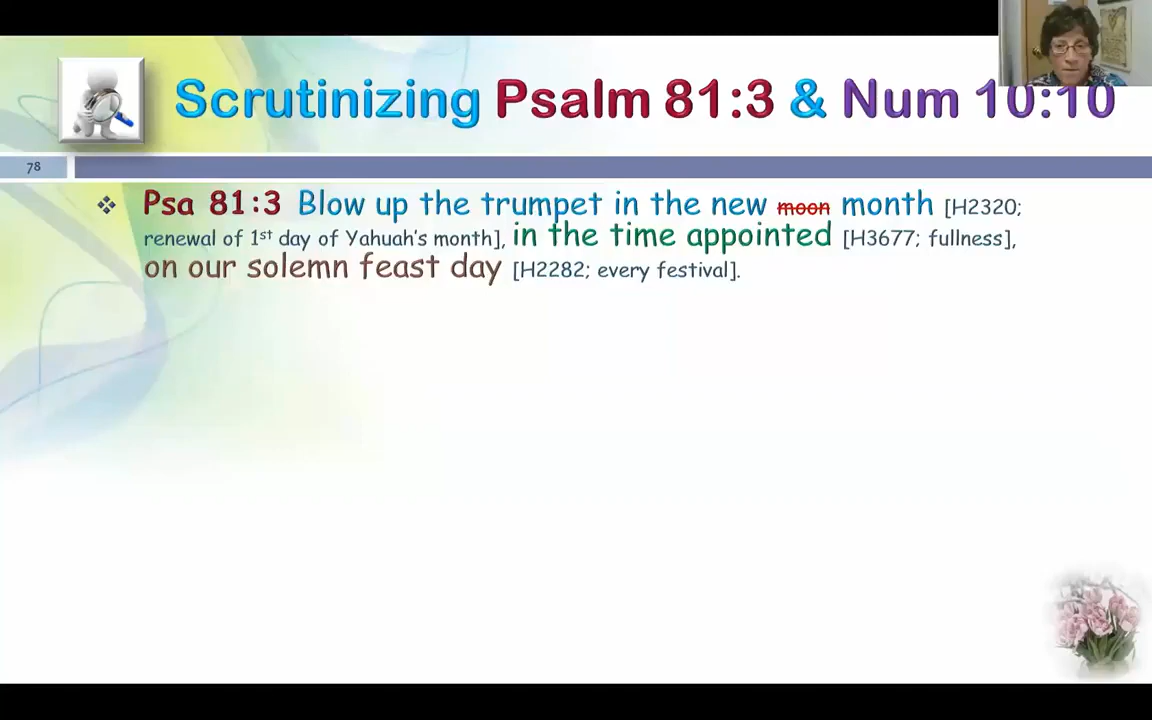 Scrutinizing Psalm 81:3 & Num 10:10
78
❖ Psa 81:3 Blow up the trumpet in the new moon month [H2320;
renewal of 1st day of Yahuah's month], in the time appointed [H3677; fullness],
on our solemn feast day [H2282; every festival].